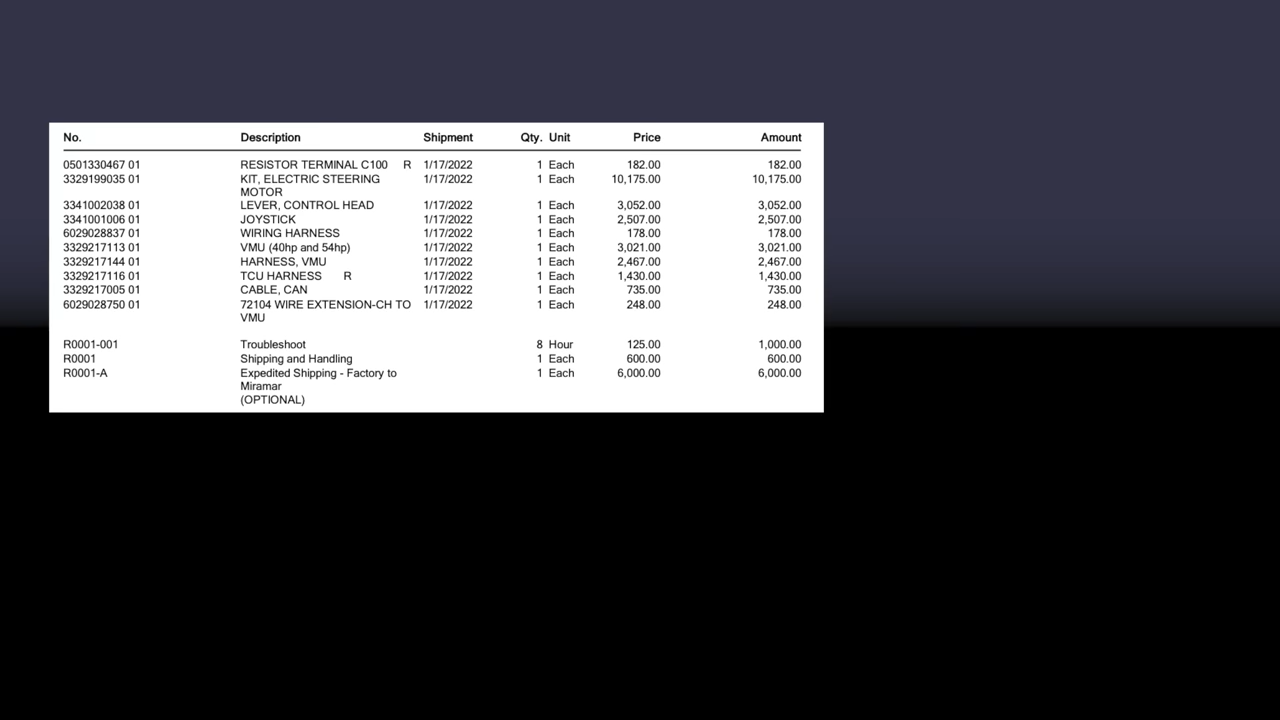 No. Description Shipment Qty. Unit Price Amount
0501330467 01 RESISTOR TERMINAL C100 R 1/17/2022 1 Each 182.00 182.00
3329199035 01 KIT, ELECTRIC STEERING 1/17/2022 1 Each 10,175.00 10,175.00
MOTOR
3341002038 01 LEVER, CONTROL HEAD 1/17/2022 1 Each 3,052.00 3,052.00
3341001006 01 JOYSTICK 1/17/2022 1 Each 2,507.00 2,507.00
6029028837 01 WIRING HARNESS 1/17/2022 1 Each 178.00 178.00
3329217113 01 VMU (40hp and 54hp) 1/17/2022 1 Each 3,021.00 3,021.00
3329217144 01 HARNESS, VMU 1/17/2022 1 Each 2,467.00 2,467.00
3329217116 01 TCU HARNESS R 1/17/2022 1 Each 1,430.00 1,430.00
3329217005 01 CABLE, CAN 1/17/2022 1 Each 735.00 735.00
6029028750 01 72104 WIRE EXTENSION-CH TO 1/17/2022 1 Each 248.00 248.00
VMU
R0001-001 Troubleshoot 8 Hour 125.00 1,000.00
R0001 Shipping and Handling 1 Each 600.00 600.00
R0001-A Expedited Shipping - Factory to 1 Each 6,000.00 6,000.00
Miramar
(OPTIONAL)